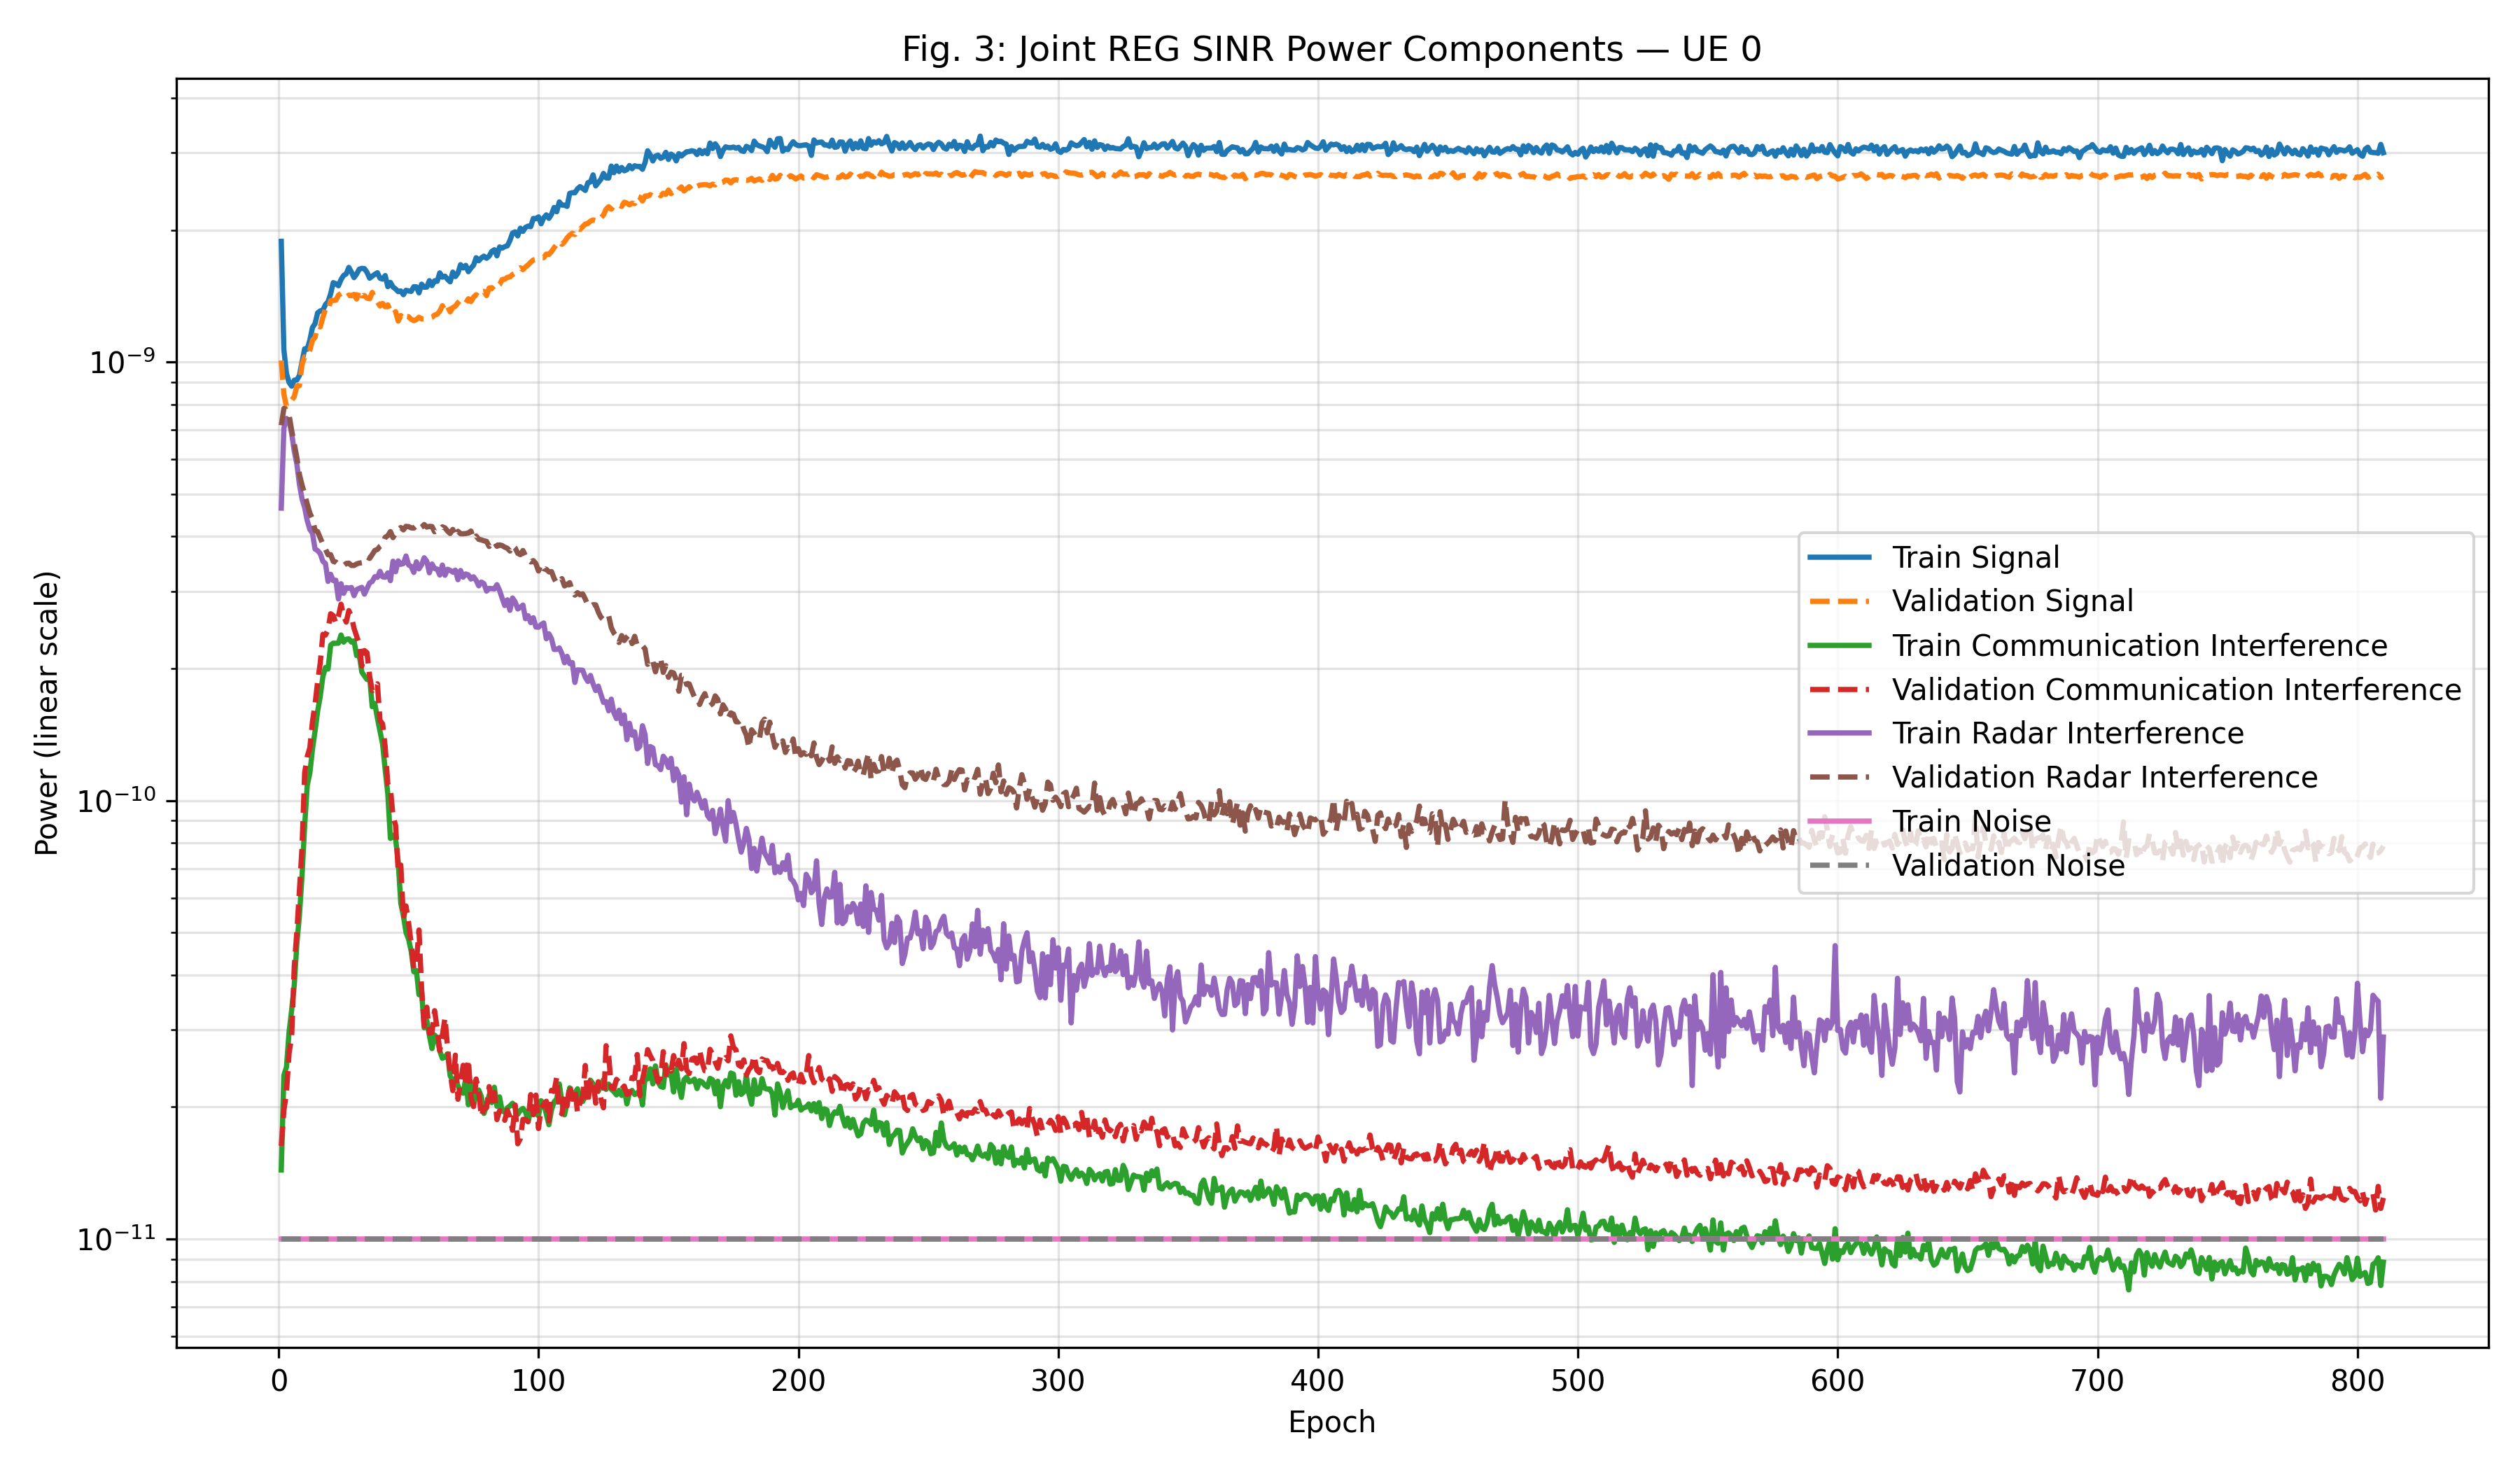 Fig. 3: Joint REG SINR Power Components — UE 0
Power (linear scale)
10⁻⁹
10⁻¹⁰
10⁻¹¹
Train Signal
Validation Signal
Train Communication Interference
Validation Communication Interference
Train Radar Interference
Validation Radar Interference
Train Noise
Validation Noise
0 100 200 300 400 500 600 700 800
Epoch